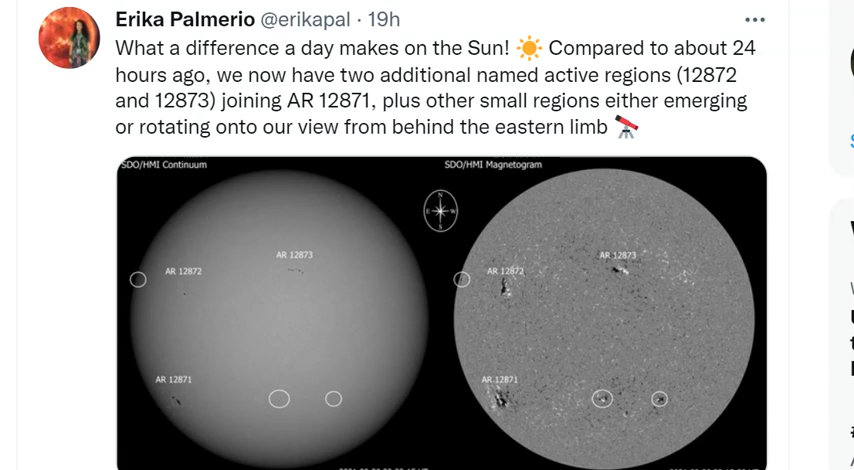 Erika Palmerio @erikapal · 19h
What a difference a day makes on the Sun! ☀️ Compared to about 24
hours ago, we now have two additional named active regions (12872
and 12873) joining AR 12871, plus other small regions either emerging
or rotating onto our view from behind the eastern limb 🔭
SDO/HMI Continuum
SDO/HMI Magnetogram
N
E W
S
AR 12873
AR 12872
AR 12871
AR 12873
AR 12872
AR 12871